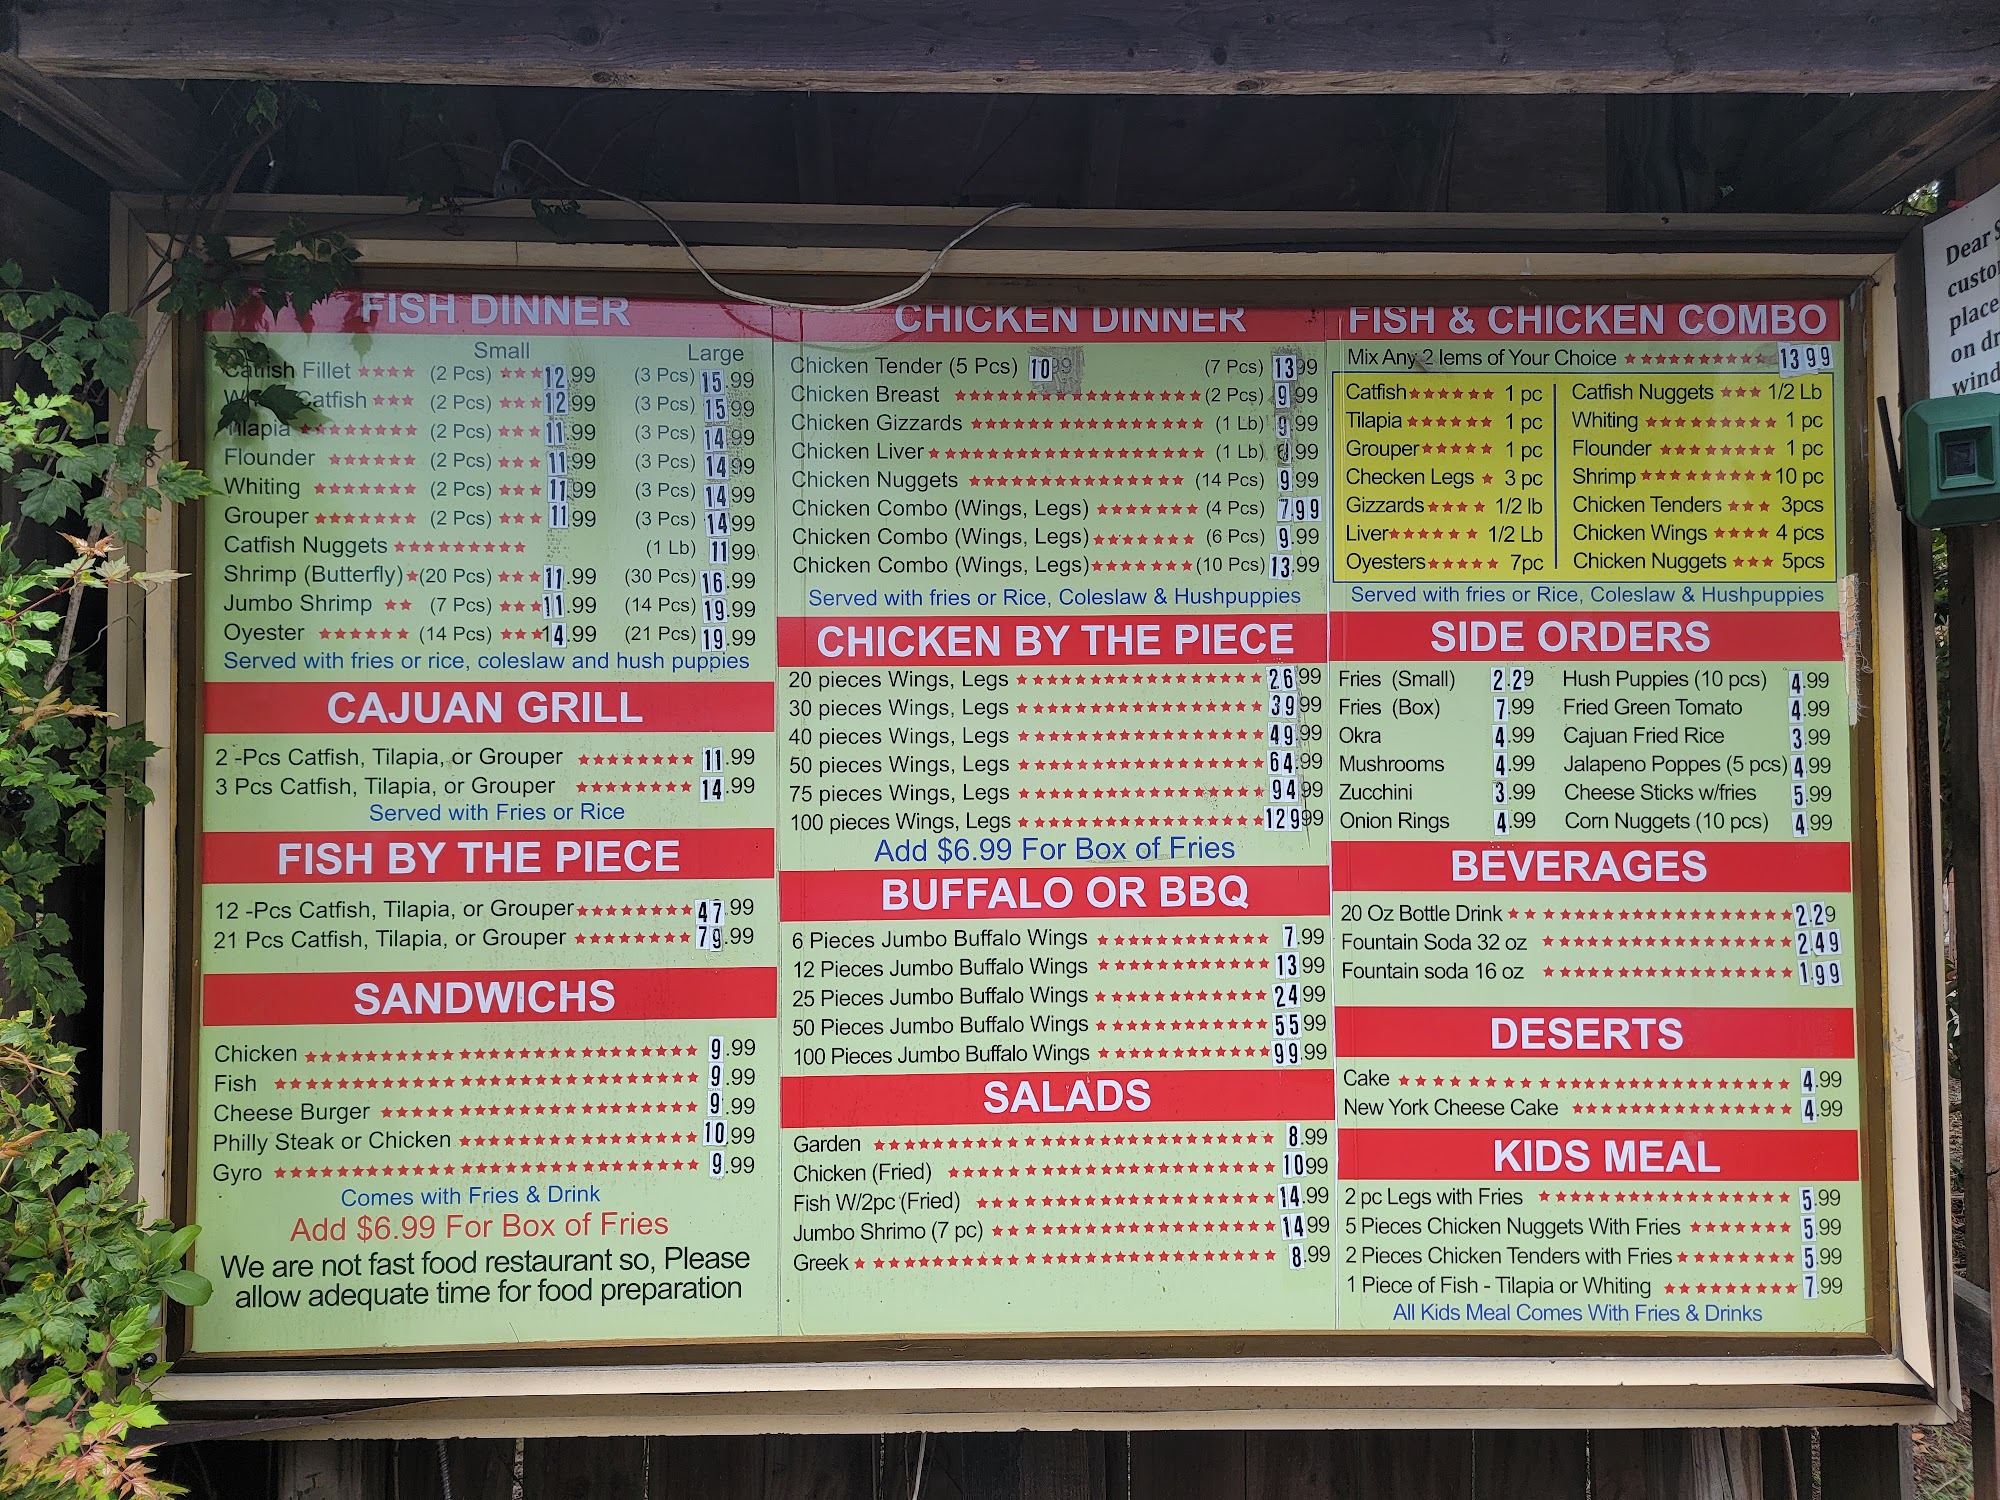 FISH DINNER
Small Large
Catfish Fillet (2 Pcs) 12.99 (3 Pcs) 15.99
Catfish (2 Pcs) 12.99 (3 Pcs) 15.99
Tilapia (2 Pcs) 11.99 (3 Pcs) 14.99
Flounder (2 Pcs) 11.99 (3 Pcs) 14.99
Whiting (2 Pcs) 11.99 (3 Pcs) 14.99
Grouper (2 Pcs) 11.99 (3 Pcs) 14.99
Catfish Nuggets (1 Lb) 11.99
Shrimp (Butterfly) (20 Pcs) 11.99 (30 Pcs) 16.99
Jumbo Shrimp (7 Pcs) 11.99 (14 Pcs) 19.99
Oyester (14 Pcs) 14.99 (21 Pcs) 19.99
Served with fries or rice, coleslaw and hush puppies
CAJUAN GRILL
2 -Pcs Catfish, Tilapia, or Grouper 11.99
3 Pcs Catfish, Tilapia, or Grouper 14.99
Served with Fries or Rice
FISH BY THE PIECE
12 -Pcs Catfish, Tilapia, or Grouper 47.99
21 Pcs Catfish, Tilapia, or Grouper 79.99
SANDWICHS
Chicken 9.99
Fish 9.99
Cheese Burger 9.99
Philly Steak or Chicken 10.99
Gyro 9.99
Comes with Fries & Drink
Add $6.99 For Box of Fries
We are not fast food restaurant so, Please
allow adequate time for food preparation
CHICKEN DINNER
Chicken Tender (5 Pcs) 10.99 (7 Pcs) 13.99
Chicken Breast (2 Pcs) 9.99
Chicken Gizzards (1 Lb) 9.99
Chicken Liver (1 Lb) .99
Chicken Nuggets (14 Pcs) 9.99
Chicken Combo (Wings, Legs) (4 Pcs) 7.99
Chicken Combo (Wings, Legs) (6 Pcs) 9.99
Chicken Combo (Wings, Legs) (10 Pcs) 13.99
Served with fries or Rice, Coleslaw & Hushpuppies
CHICKEN BY THE PIECE
20 pieces Wings, Legs 26.99
30 pieces Wings, Legs 39.99
40 pieces Wings, Legs 49.99
50 pieces Wings, Legs 64.99
75 pieces Wings, Legs 94.99
100 pieces Wings, Legs 129.99
Add $6.99 For Box of Fries
BUFFALO OR BBQ
6 Pieces Jumbo Buffalo Wings 7.99
12 Pieces Jumbo Buffalo Wings 13.99
25 Pieces Jumbo Buffalo Wings 24.99
50 Pieces Jumbo Buffalo Wings 55.99
100 Pieces Jumbo Buffalo Wings 99.99
SALADS
Garden 8.99
Chicken (Fried) 10.99
Fish W/2pc (Fried) 14.99
Jumbo Shrimo (7 pc) 14.99
Greek 8.99
FISH & CHICKEN COMBO
Mix Any 2 Iems of Your Choice 13.99
Catfish 1 pc Catfish Nuggets 1/2 Lb
Tilapia 1 pc Whiting 1 pc
Grouper 1 pc Flounder 1 pc
Checken Legs 3 pc Shrimp 10 pc
Gizzards 1/2 lb Chicken Tenders 3pcs
Liver 1/2 Lb Chicken Wings 4 pcs
Oyesters 7pc Chicken Nuggets 5pcs
Served with fries or Rice, Coleslaw & Hushpuppies
SIDE ORDERS
Fries (Small) 2.29 Hush Puppies (10 pcs) 4.99
Fries (Box) 7.99 Fried Green Tomato 4.99
Okra 4.99 Cajuan Fried Rice 3.99
Mushrooms 4.99 Jalapeno Poppes (5 pcs) 4.99
Zucchini 3.99 Cheese Sticks w/fries 5.99
Onion Rings 4.99 Corn Nuggets (10 pcs) 4.99
BEVERAGES
20 Oz Bottle Drink 2.29
Fountain Soda 32 oz 2.49
Fountain soda 16 oz 1.99
DESERTS
Cake 4.99
New York Cheese Cake 4.99
KIDS MEAL
2 pc Legs with Fries 5.99
5 Pieces Chicken Nuggets With Fries 5.99
2 Pieces Chicken Tenders with Fries 5.99
1 Piece of Fish - Tilapia or Whiting 7.99
All Kids Meal Comes With Fries & Drinks
Dear
custo
place
on dr
wind